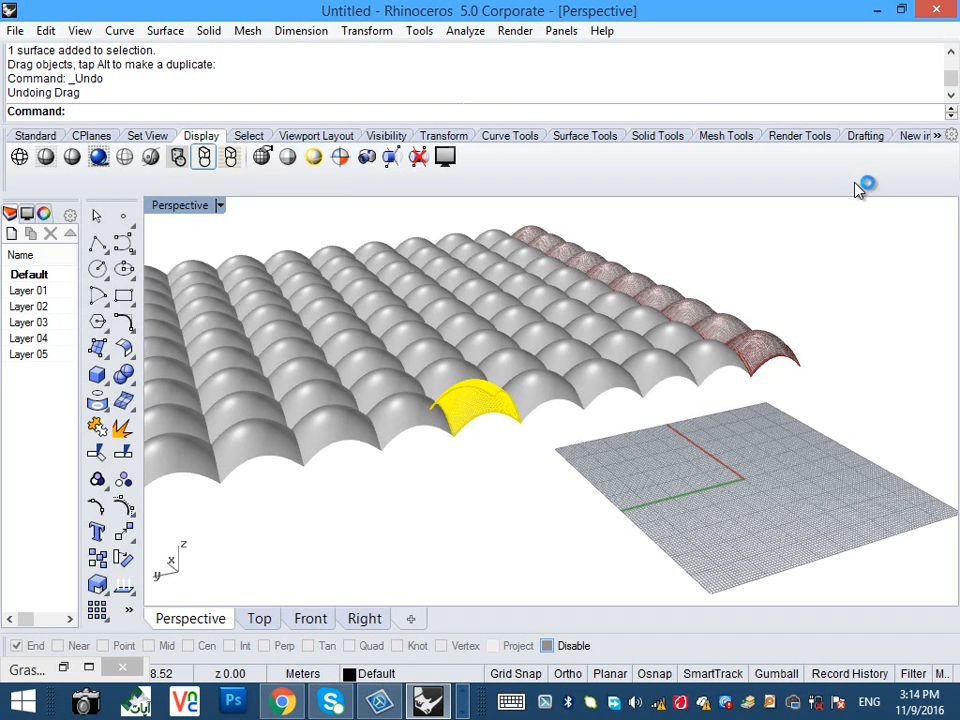 Untitled - Rhinoceros 5.0 Corporate - [Perspective]
File Edit View Curve Surface Solid Mesh Dimension Transform Tools Analyze Render Panels Help
1 surface added to selection.
Drag objects, tap Alt to make a duplicate:
Command: _Undo
Undoing Drag
Command:
Standard CPlanes Set View Display Select Viewport Layout Visibility Transform Curve Tools Surface Tools Solid Tools Mesh Tools Render Tools Drafting New in »
Perspective
Name
Default
Layer 01
Layer 02
Layer 03
Layer 04
Layer 05
z
x
y
Perspective Top Front Right
End Near Point Mid Cen Int Perp Tan Quad Knot Vertex Project Disable
Gras... 8.52 z 0.00 Meters Default Grid Snap Ortho Planar Osnap SmartTrack Gumball Record History Filter M...
Ps ENG 3:14 PM
11/9/2016